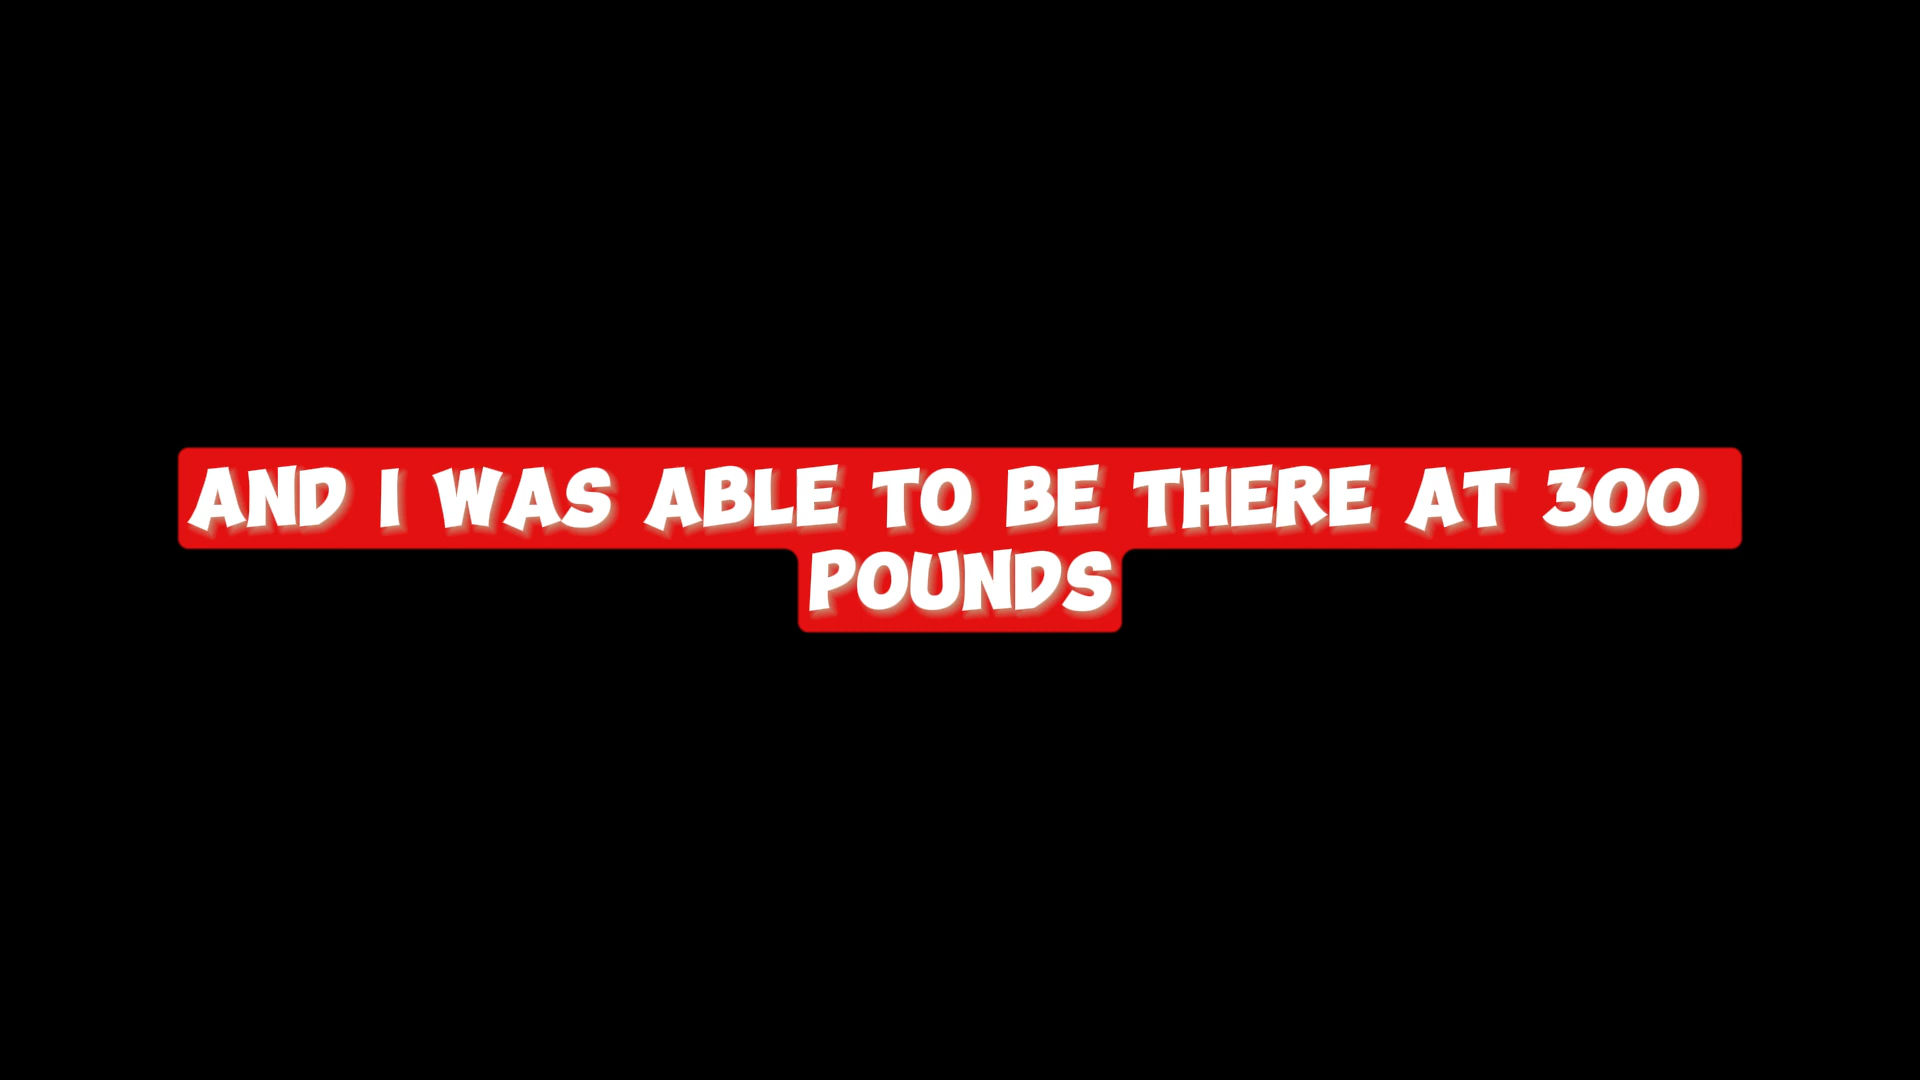 AND I WAS ABLE TO BE THERE AT 300
POUNDS